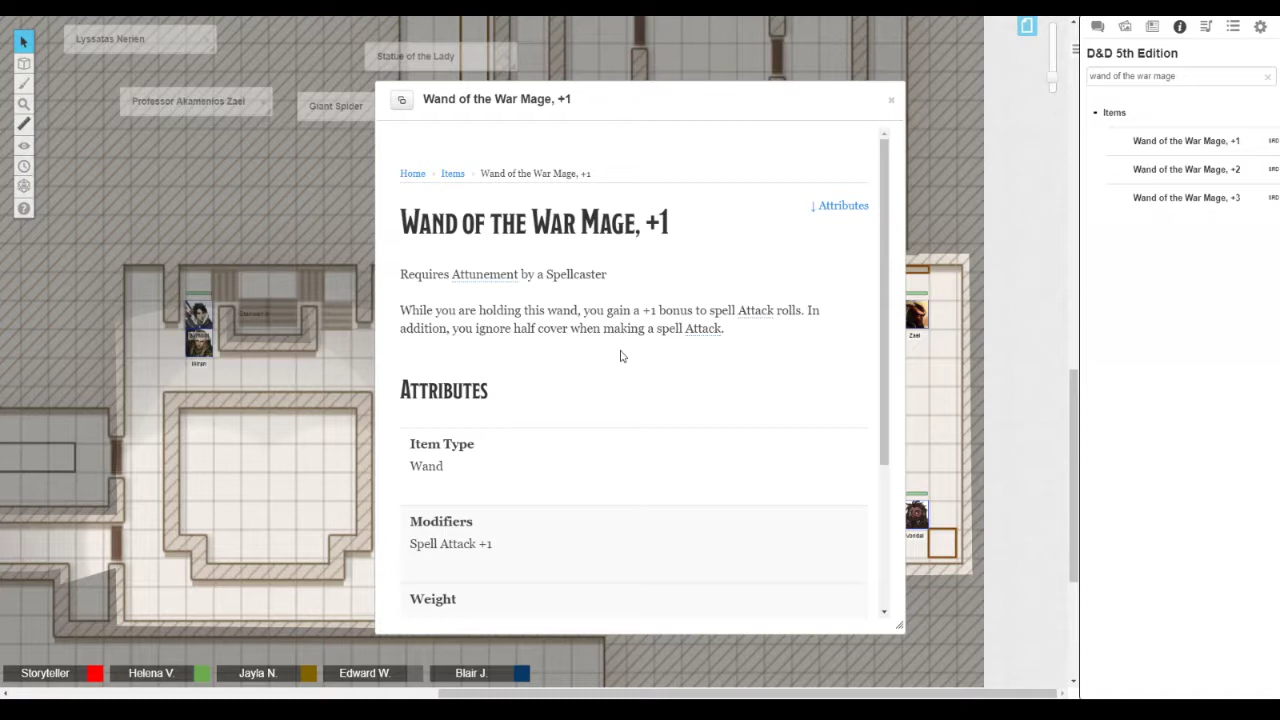 Lyssatas Nerien
Statue of the Lady
Professor Akamenios Zael
Giant Spider
Wand of the War Mage, +1
×
Home
Items
Wand of the War Mage, +1
↓ Attributes
WAND OF THE WAR MAGE, +1
Requires Attunement by a Spellcaster
While you are holding this wand, you gain a +1 bonus to spell Attack rolls. In
addition, you ignore half cover when making a spell Attack.
ATTRIBUTES
Item Type
Wand
Modifiers
Spell Attack +1
Weight
Zael
Storyteller
Helena V.
Jayla N.
Edward W.
Blair J.
D&D 5th Edition
wand of the war mage
×
Items
Wand of the War Mage, +1
Wand of the War Mage, +2
Wand of the War Mage, +3